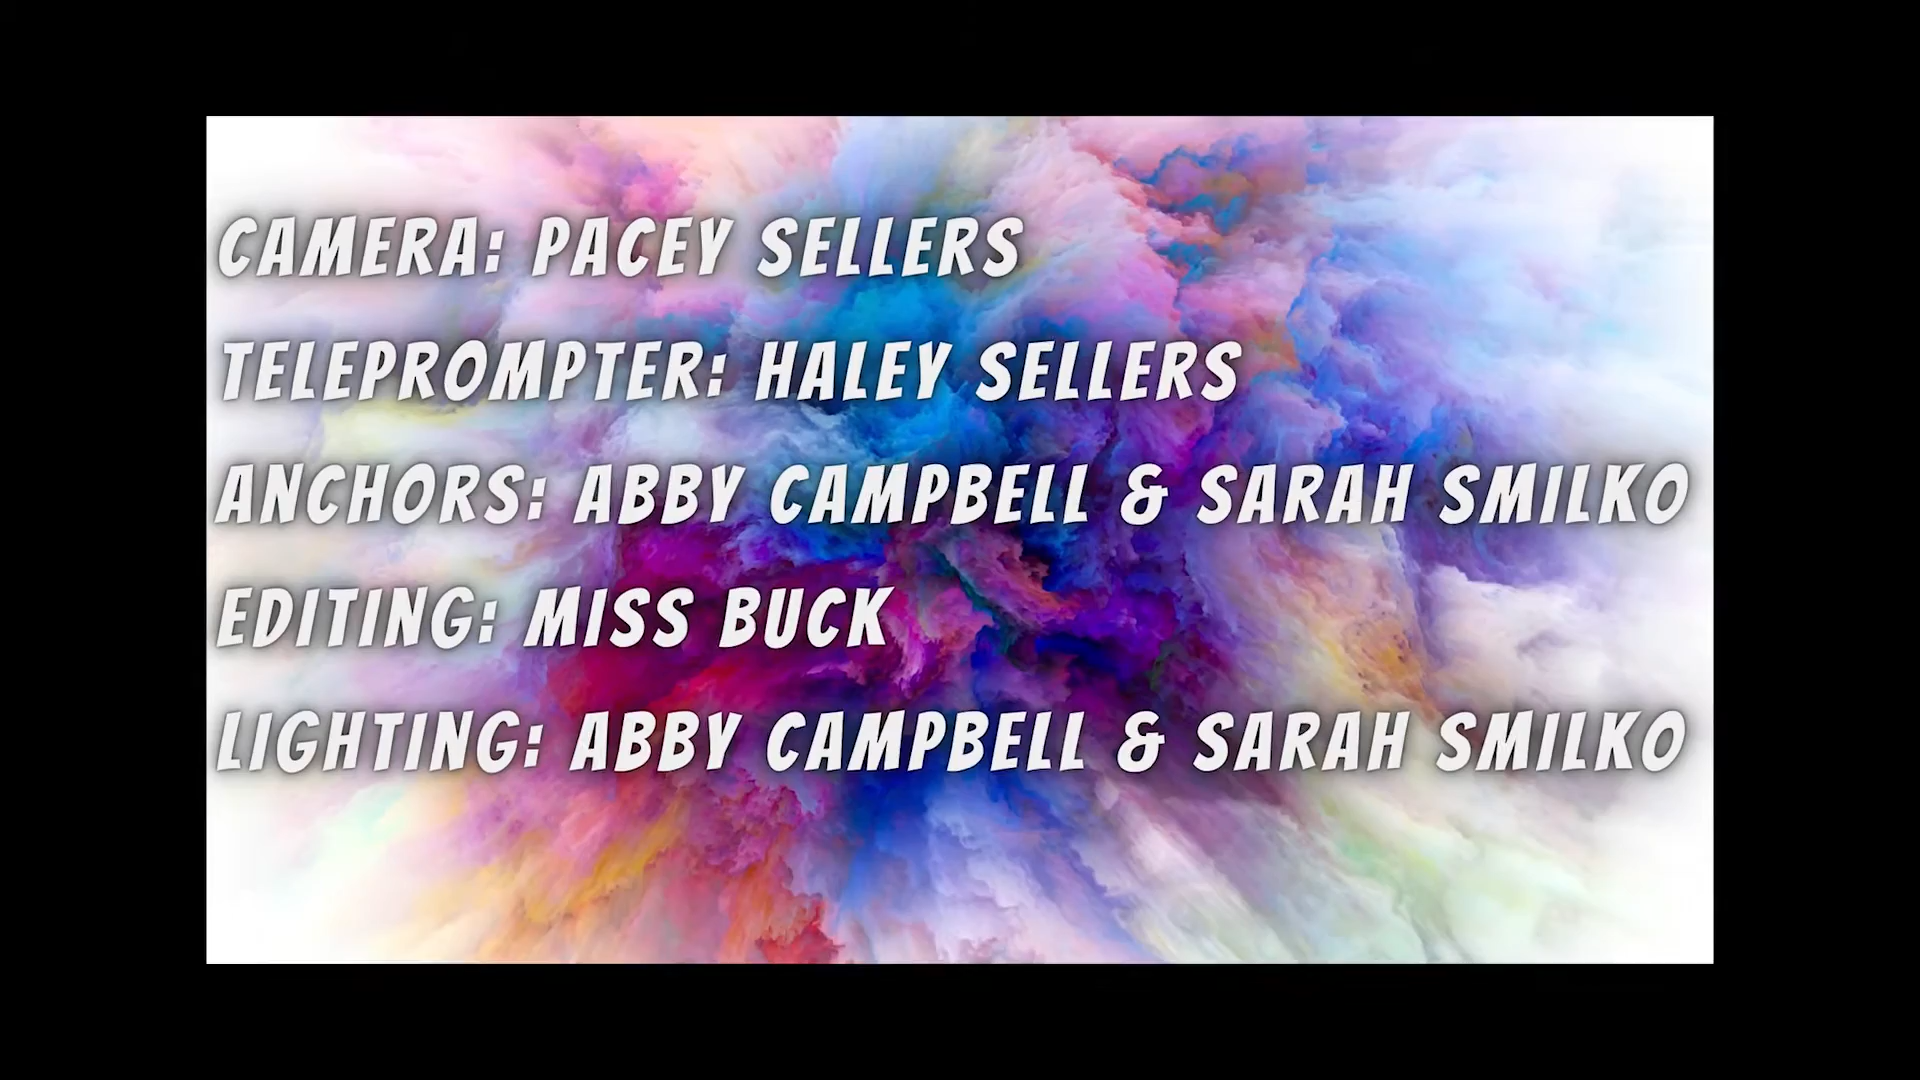 CAMERA: PACEY SELLERS
TELEPROMPTER: HALEY SELLERS
ANCHORS: ABBY CAMPBELL & SARAH SMILKO
EDITING: MISS BUCK
LIGHTING: ABBY CAMPBELL & SARAH SMILKO